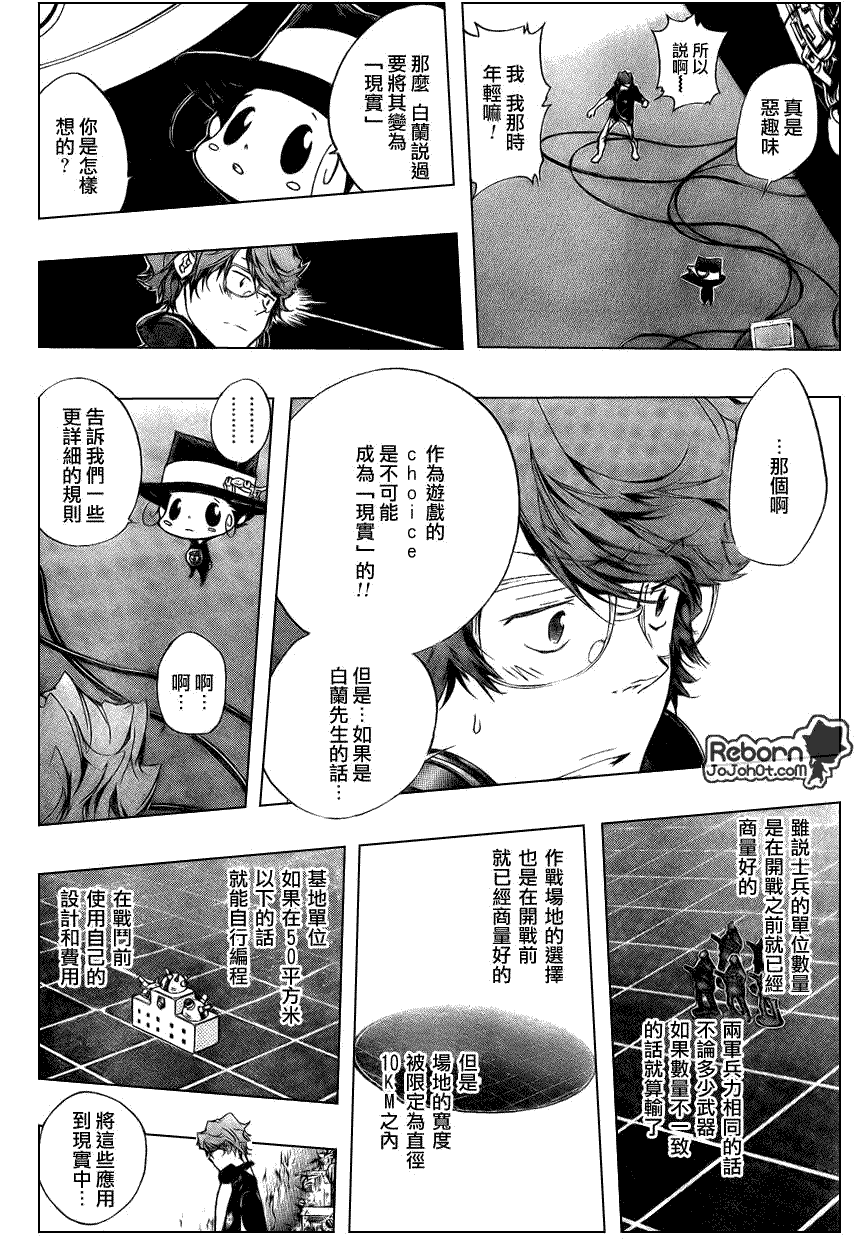 真是
惡趣味
所以
説啊~
我 我那時
年輕嘛!
那麼 白蘭説過
要將其變為
「現實」
你是怎樣
想的?
…那個啊
作為遊戲的
choice
是不可能
成為「現實」的!!
但是…如果是
白蘭先生的話…
………
告訴我們一些
更詳細的規則
啊…
啊…
Reborn
JoJoHot.com
雖説士兵的單位數量
是在開戰之前就已經
商量好的
兩軍兵力相同的話
不論多少武器
如果數量不一致
的話就算輸了
作戰場地的選擇
也是在開戰前
就已經商量好的
但是
場地的寬度
被限定為直徑
10KM之內
基地單位
如果在50平方米
以下的話
就能自行編程
在戰鬥前
使用自己的
設計和費用
將這些應用
到現實中…